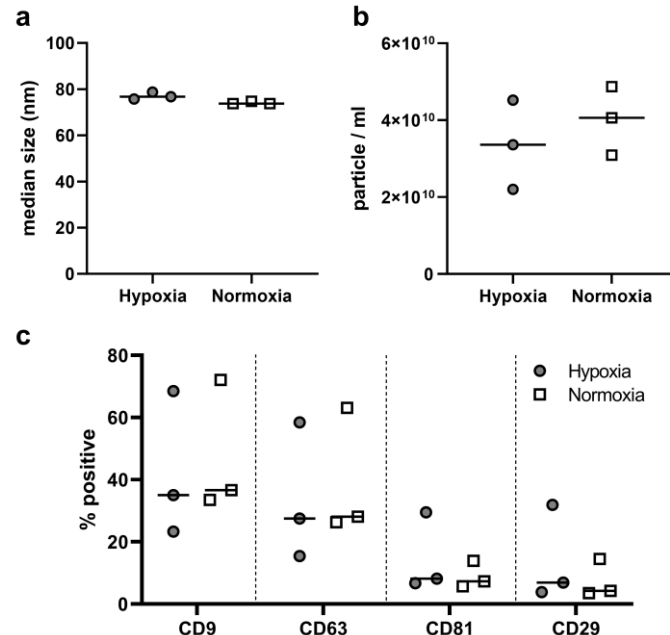 a
100
80
60
40
20
0
median size (nm)
Hypoxia Normoxia
b
6×10¹⁰
4×10¹⁰
2×10¹⁰
0
particle / ml
Hypoxia Normoxia
c
80
60
40
20
0
% positive
Hypoxia
Normoxia
CD9 CD63 CD81 CD29